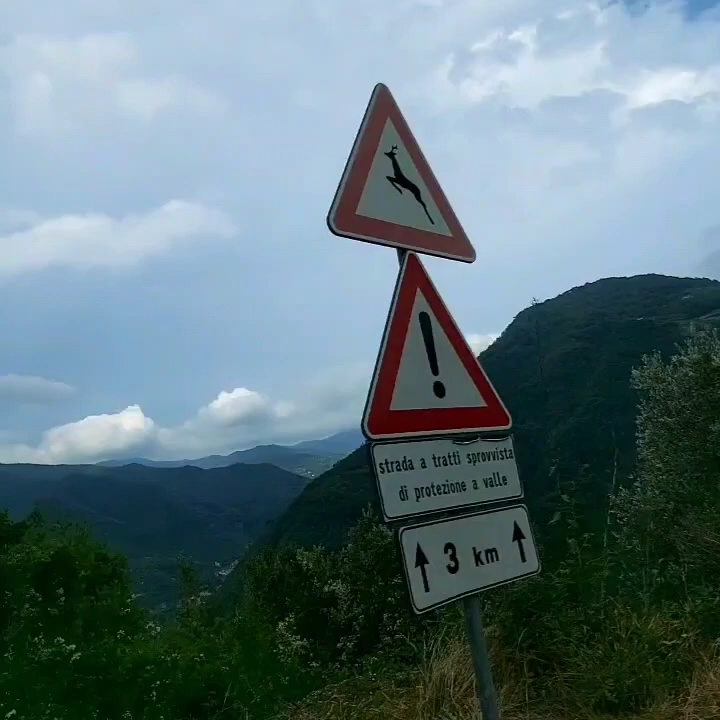 !
strada a tratti sprovvista
di protezione a valle
3 km